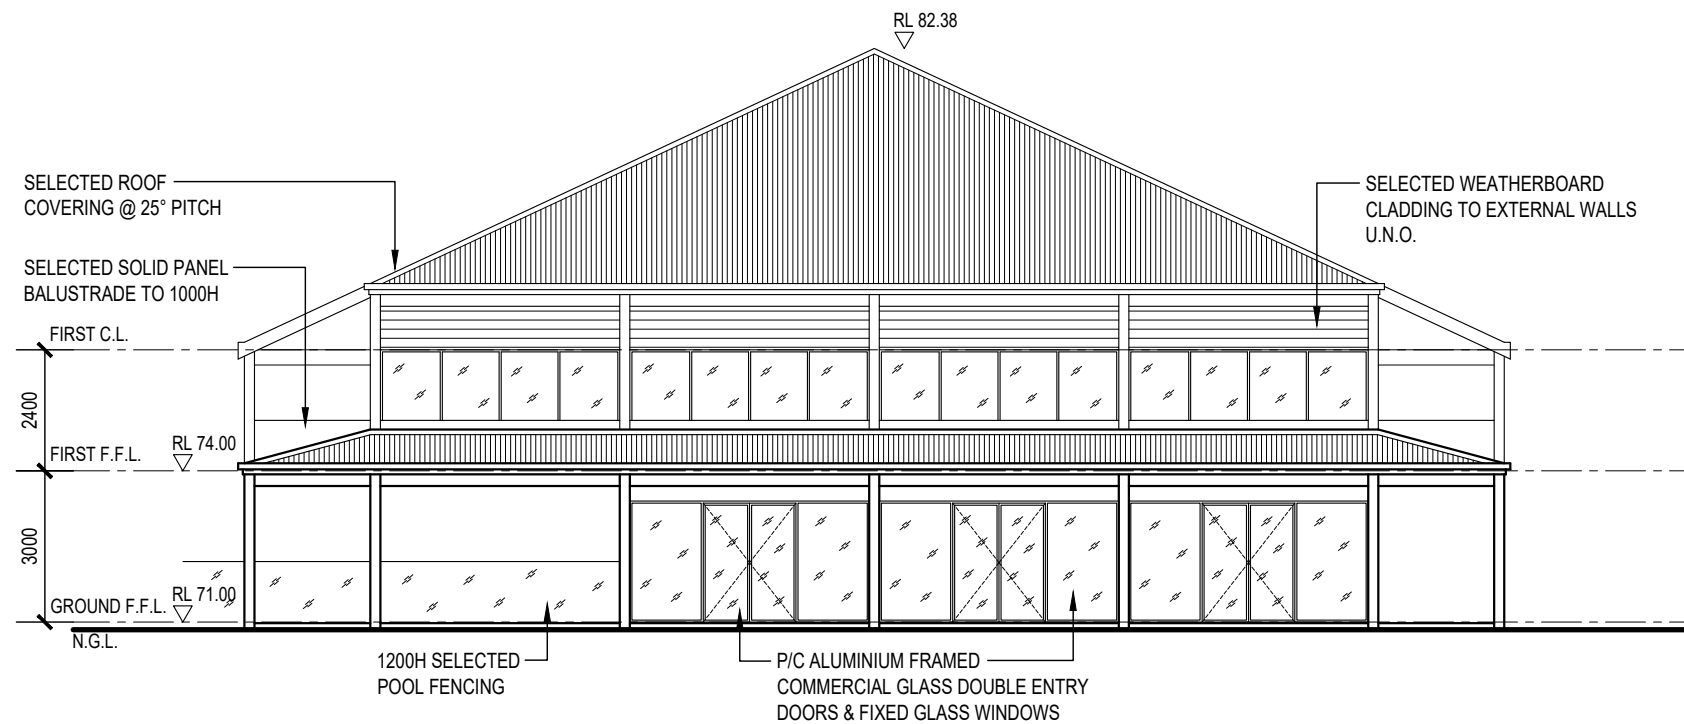 RL 82.38
SELECTED ROOF
COVERING @ 25° PITCH
SELECTED WEATHERBOARD
CLADDING TO EXTERNAL WALLS
U.N.O.
SELECTED SOLID PANEL
BALUSTRADE TO 1000H
FIRST C.L.
2400
RL 74.00
FIRST F.F.L.
3000
RL 71.00
GROUND F.F.L.
N.G.L.
1200H SELECTED
POOL FENCING
P/C ALUMINIUM FRAMED
COMMERCIAL GLASS DOUBLE ENTRY
DOORS & FIXED GLASS WINDOWS